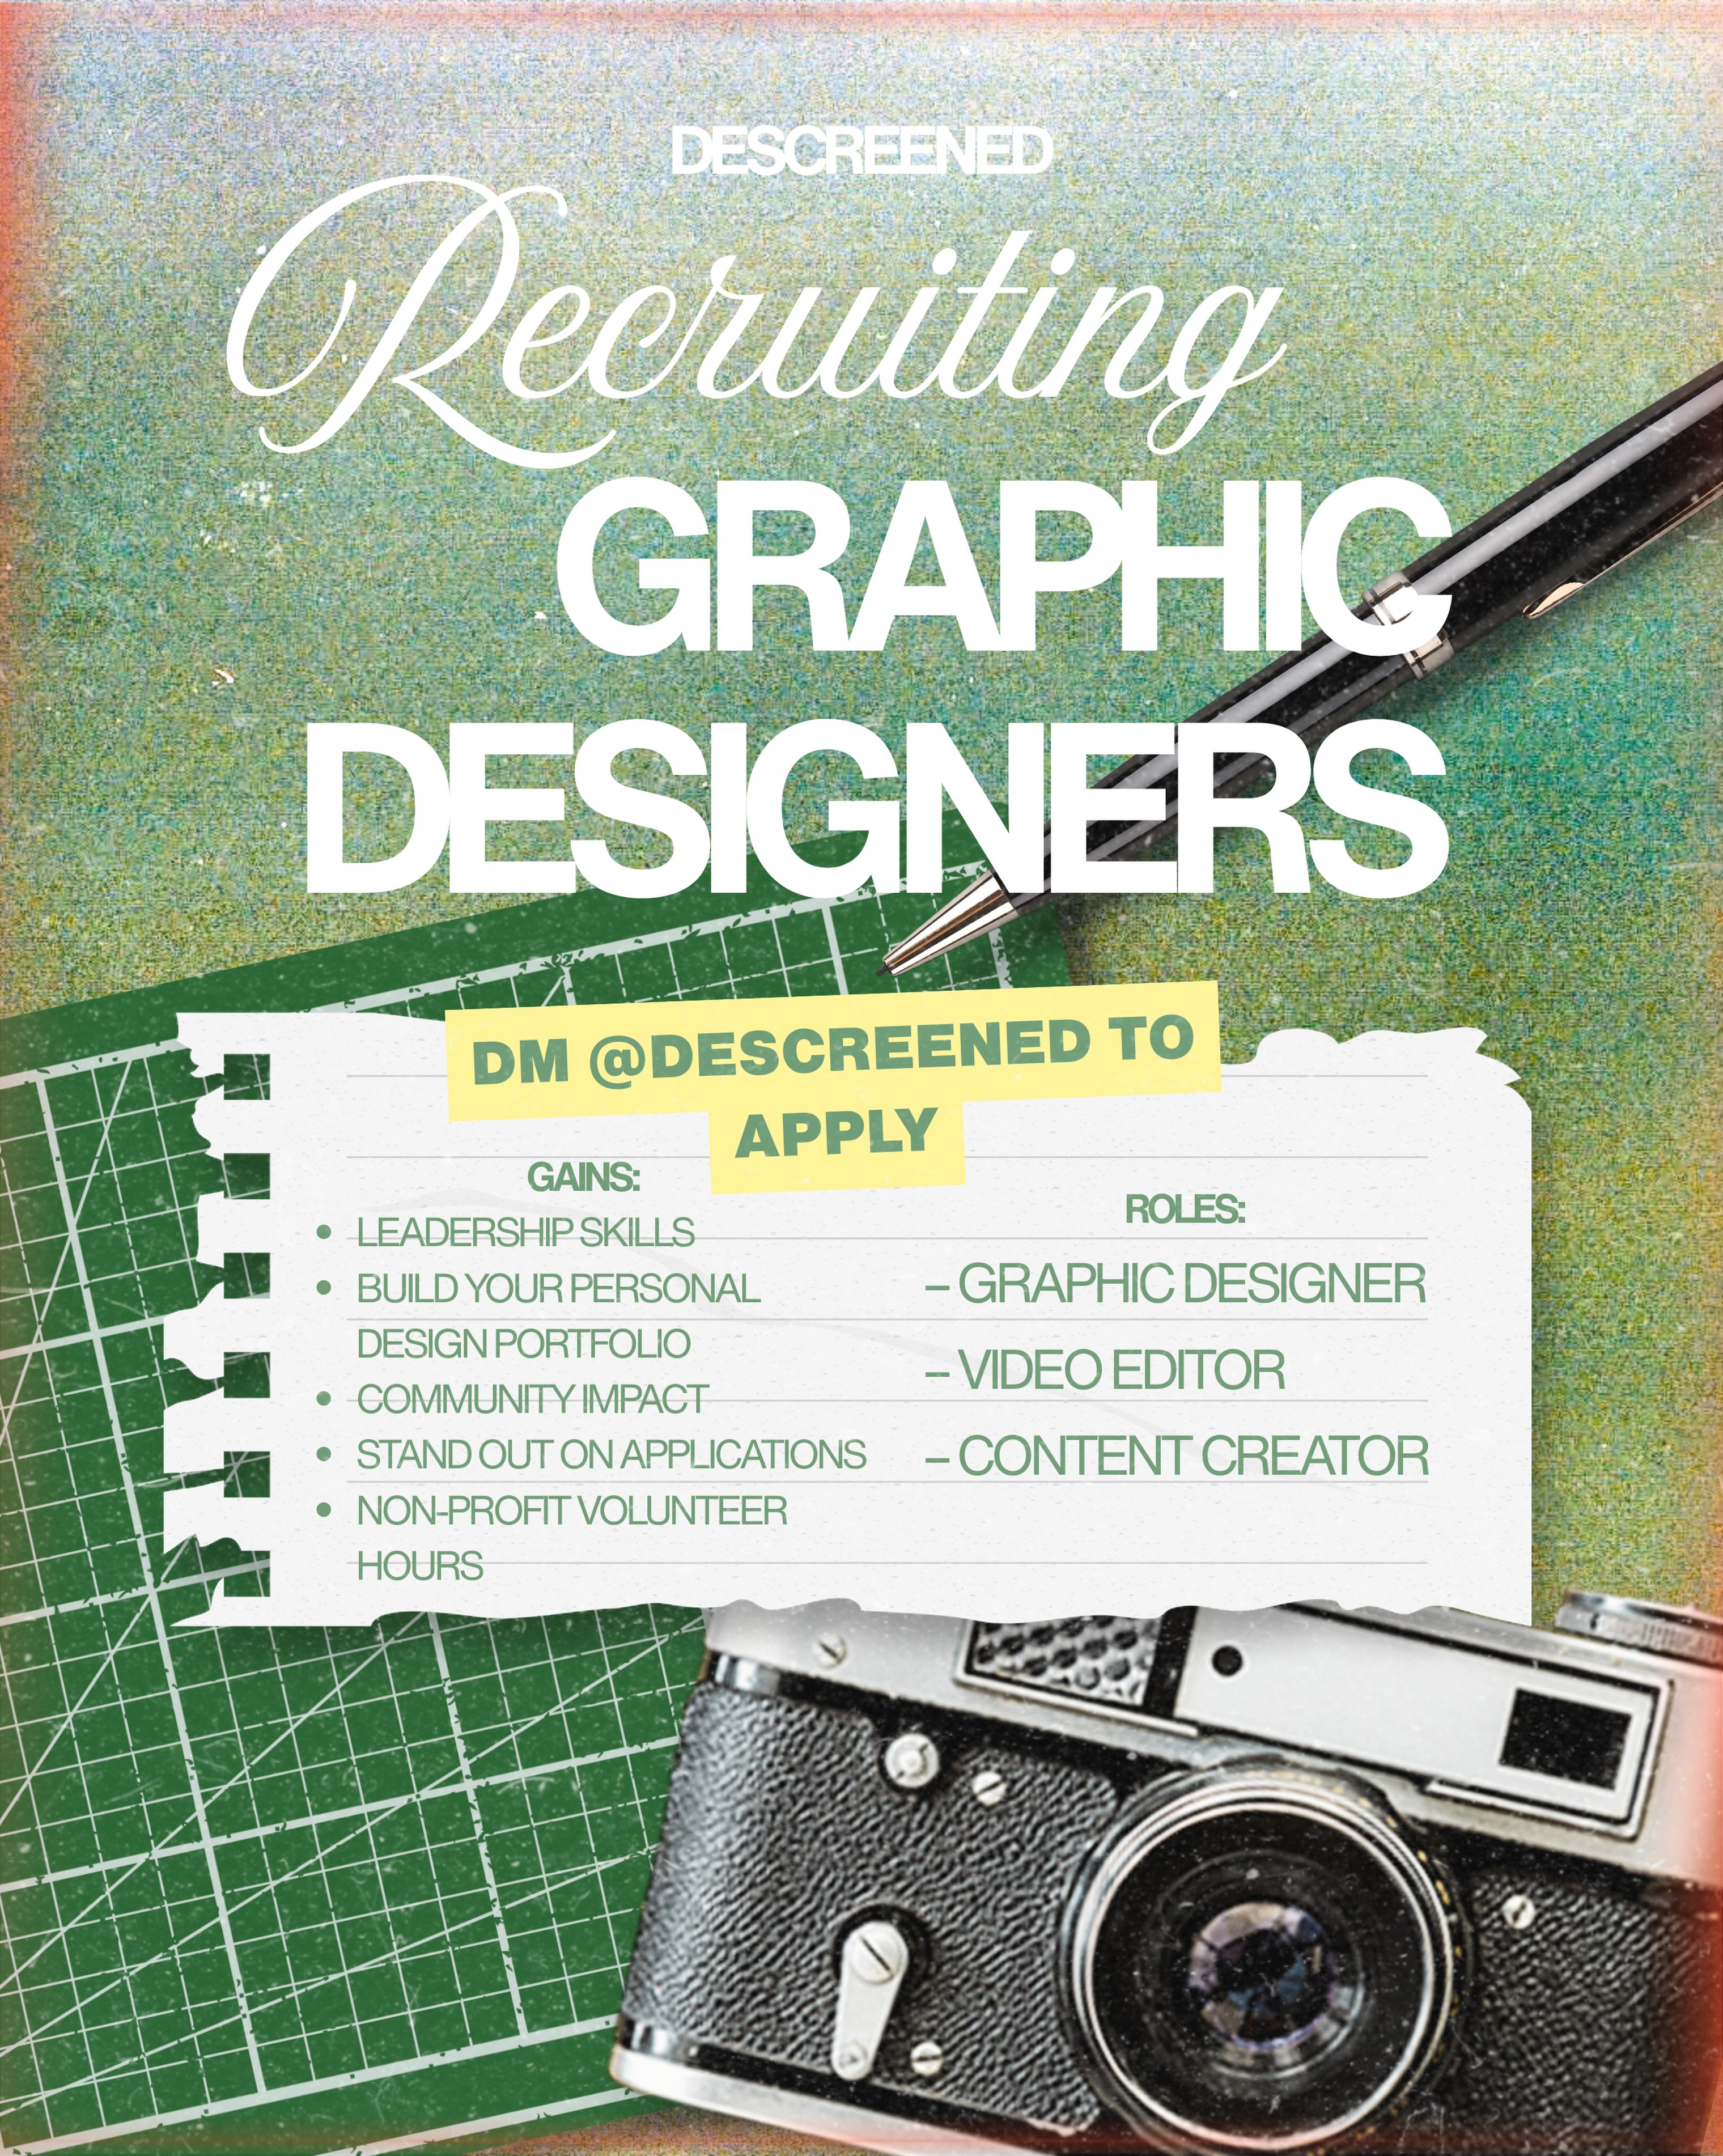 DESCREENED
Recruiting
GRAPHIC
DESIGNERS
DM @DESCREENED TO
APPLY
GAINS:
• LEADERSHIP SKILLS
• BUILD YOUR PERSONAL
DESIGN PORTFOLIO
• COMMUNITY IMPACT
• STAND OUT ON APPLICATIONS
• NON-PROFIT VOLUNTEER
HOURS
ROLES:
– GRAPHIC DESIGNER
– VIDEO EDITOR
– CONTENT CREATOR